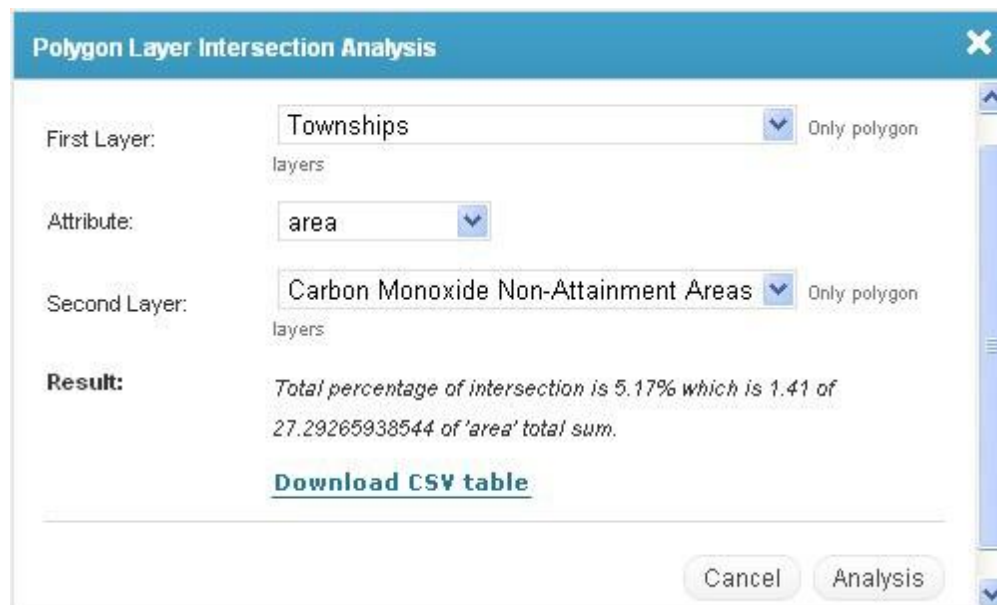 Polygon Layer Intersection Analysis
First Layer: Townships Only polygon
layers
Attribute: area
Second Layer: Carbon Monoxide Non-Attainment Areas Only polygon
layers
Result: Total percentage of intersection is 5.17% which is 1.41 of
27.29265938544 of 'area' total sum.
Download CSV table
Cancel Analysis